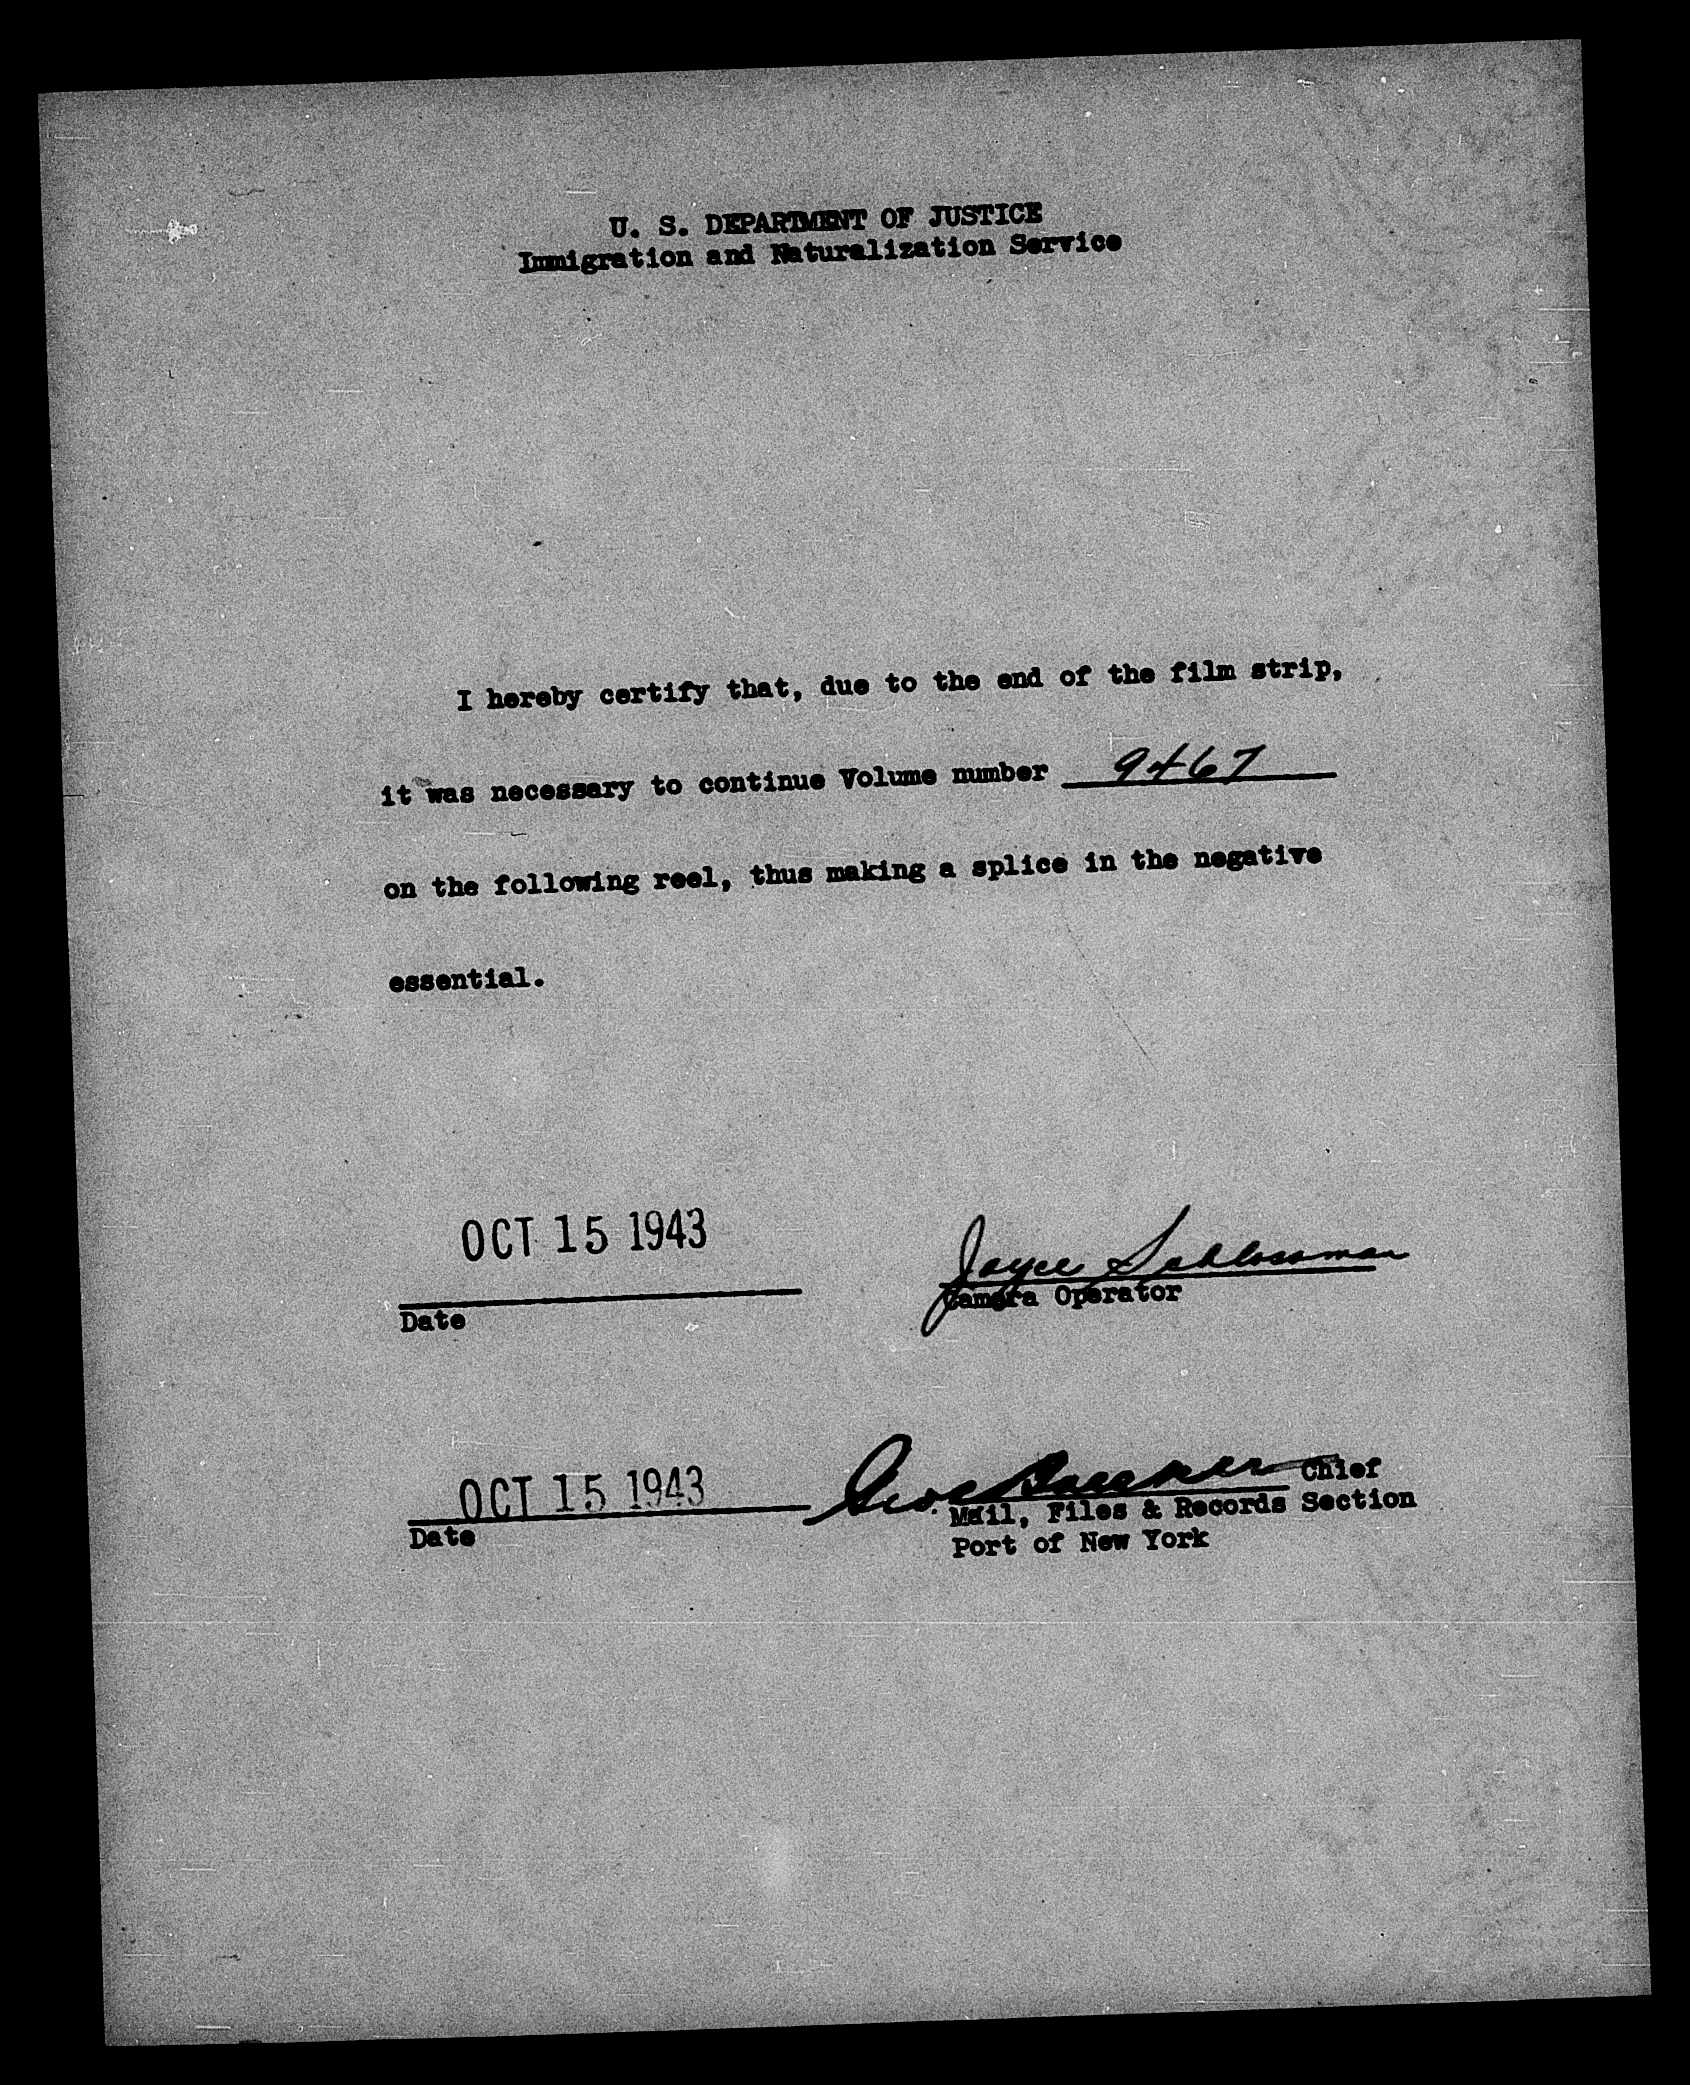 U. S. DEPARTMENT OF JUSTICE
Immigration and Naturalization Service
I hereby certify that, due to the end of the film strip,
it was necessary to continue Volume number 9467
on the following reel, thus making a splice in the negative
essential.
OCT 15 1943
Joyce Schlossman
Date
Camera Operator
OCT 15 1943
Chief
Date
Mail, Files & Records Section
Port of New York